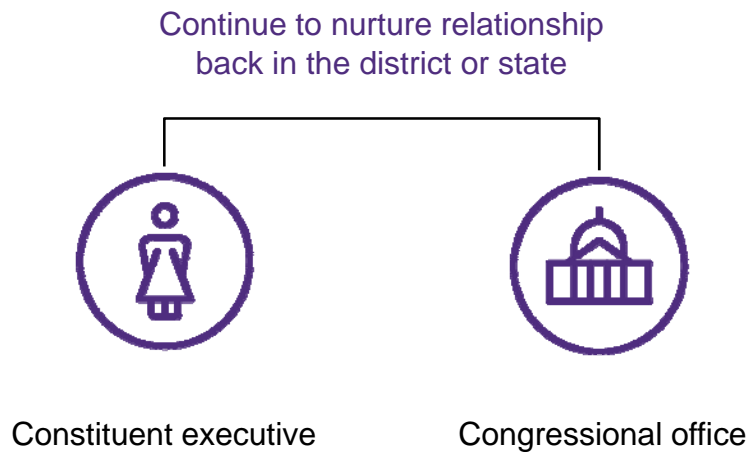 Continue to nurture relationship
back in the district or state
Constituent executive
Congressional office